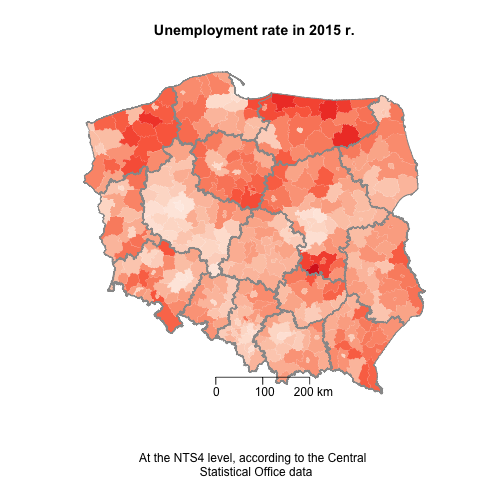 Unemployment rate in 2015 r.
0 100 200 km
At the NTS4 level, according to the Central
Statistical Office data